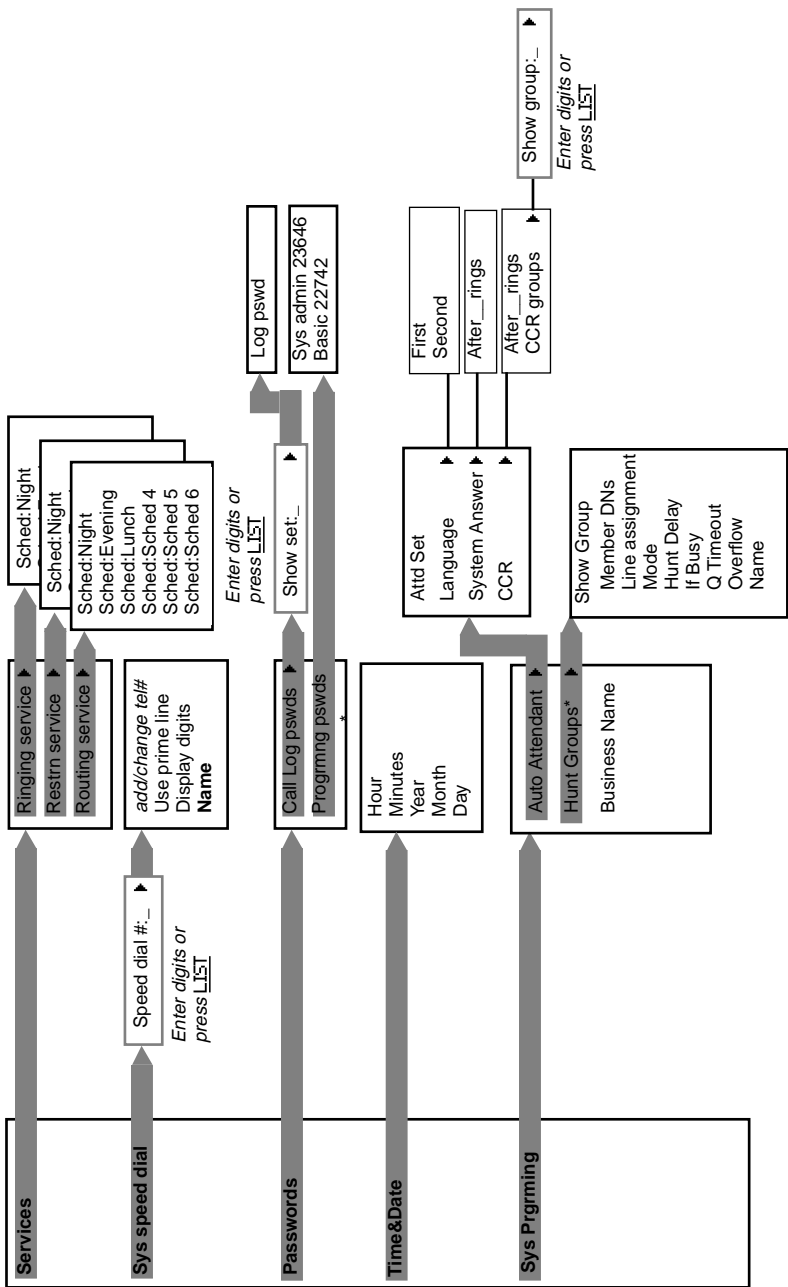 Services
Ringing service
Restrn service
Routing service
Sched:Night
Sched:Night
Sched:Night
Sched:Evening
Sched:Lunch
Sched:Sched 4
Sched:Sched 5
Sched:Sched 6
Sys speed dial
Speed dial #:_
Enter digits or
press LIST
add/change tel#
Use prime line
Display digits
Name
Passwords
Call Log pswds
Progrmng pswds
*
Enter digits or
press LIST
Show set:_
Log pswd
Sys admin 23646
Basic 22742
Time&Date
Hour
Minutes
Year
Month
Day
Sys Prgrming
Auto Attendant
Hunt Groups*
Business Name
Attd Set
Language
System Answer
CCR
First
Second
After__rings
After__rings
CCR groups
Show group:_
Enter digits or
press LIST
Show Group
Member DNs
Line assignment
Mode
Hunt Delay
If Busy
Q Timeout
Overflow
Name